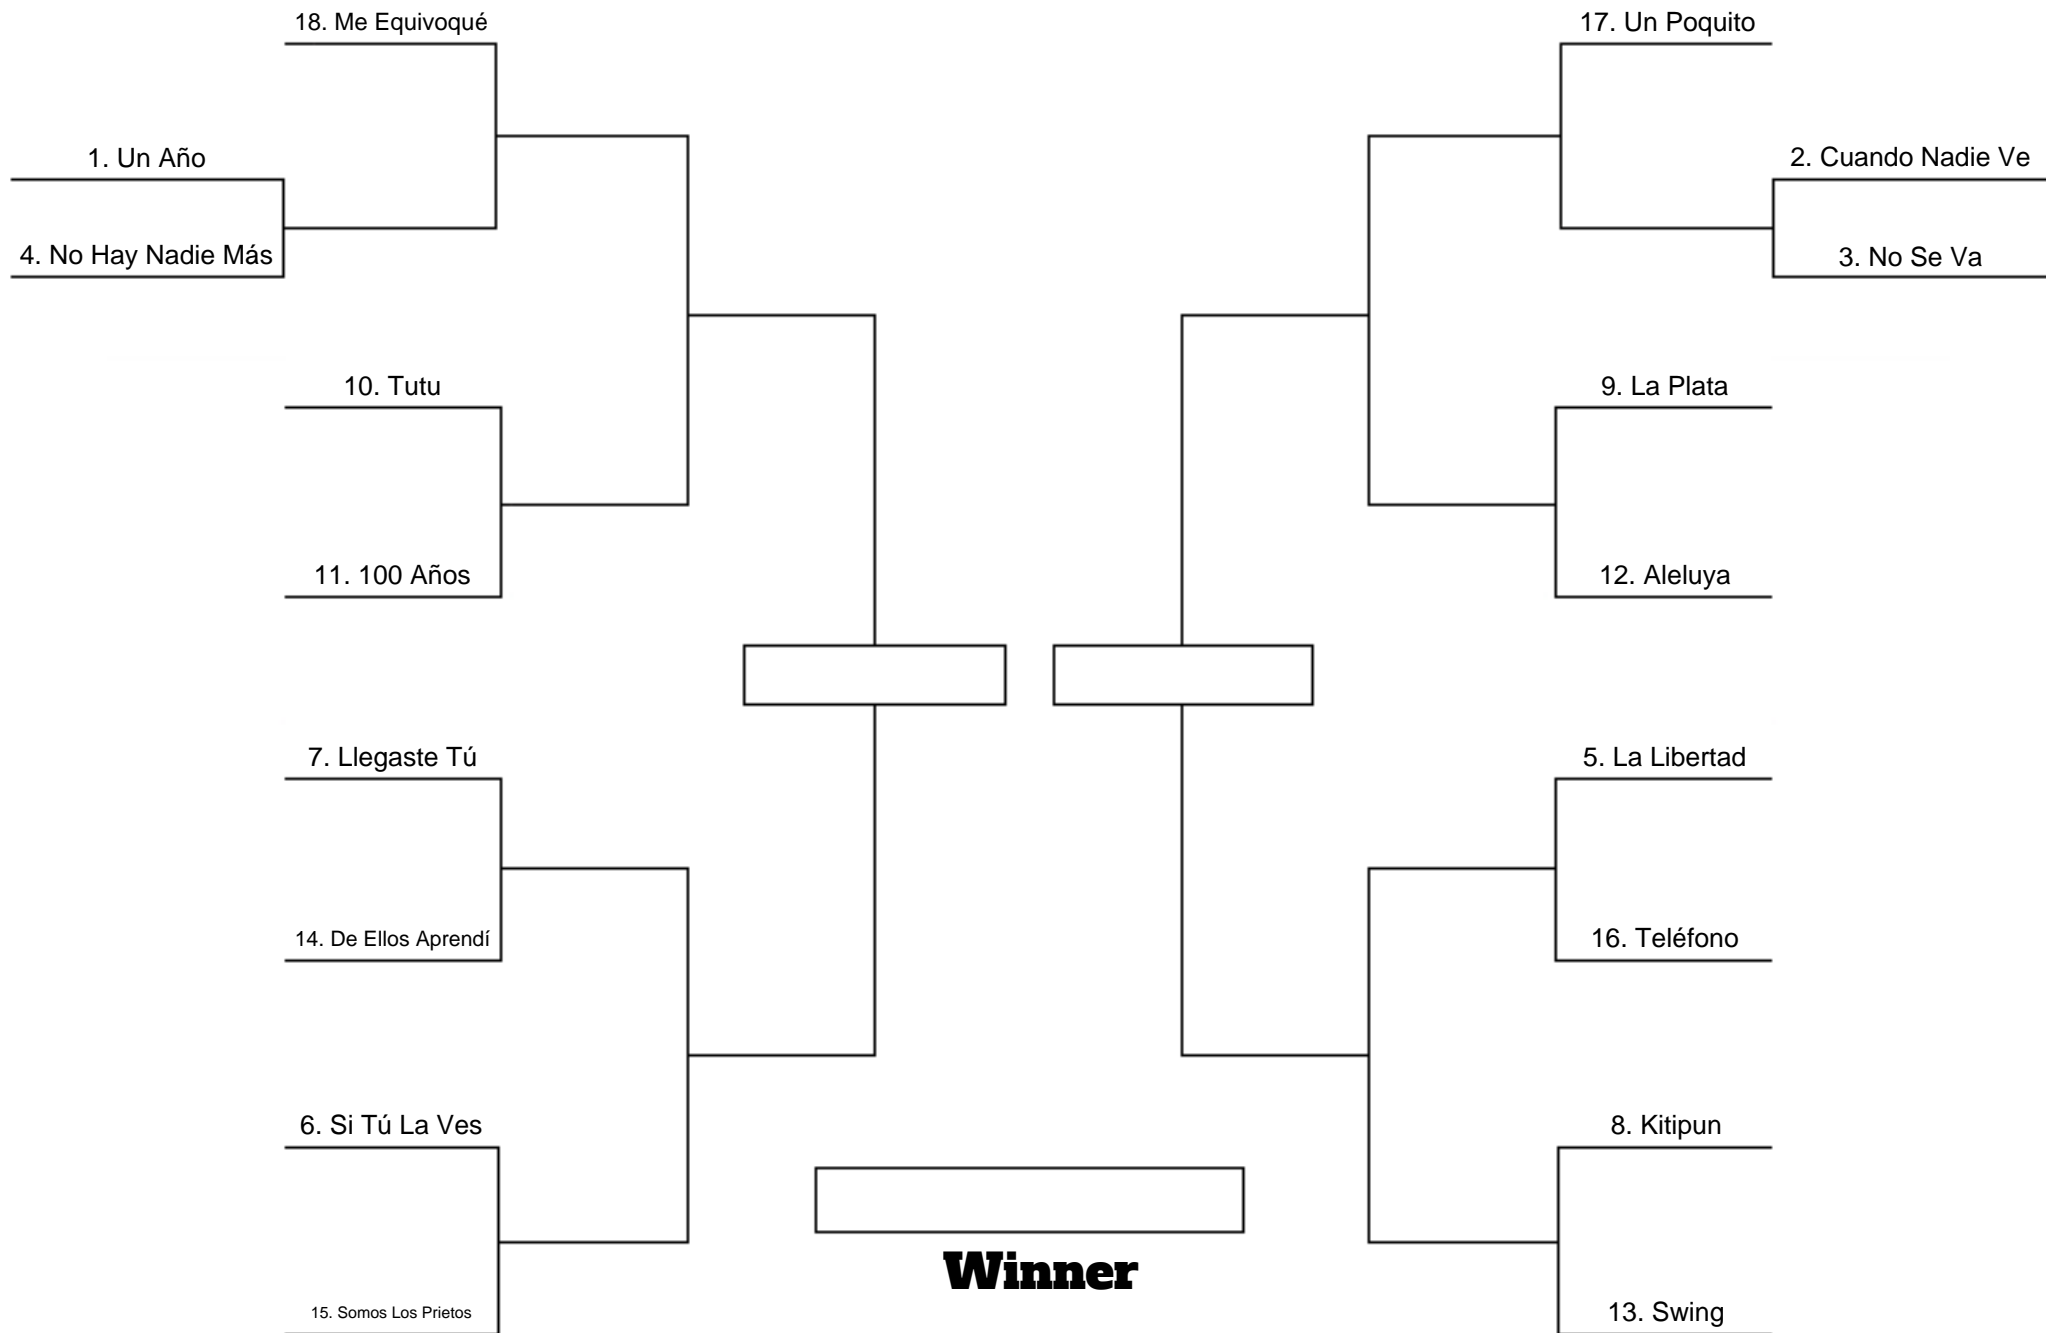 18. Me Equivoqué
17. Un Poquito
1. Un Año
2. Cuando Nadie Ve
4. No Hay Nadie Más
3. No Se Va
10. Tutu
9. La Plata
11. 100 Años
12. Aleluya
7. Llegaste Tú
5. La Libertad
14. De Ellos Aprendí
16. Teléfono
6. Si Tú La Ves
8. Kitipun
Winner
15. Somos Los Prietos
13. Swing